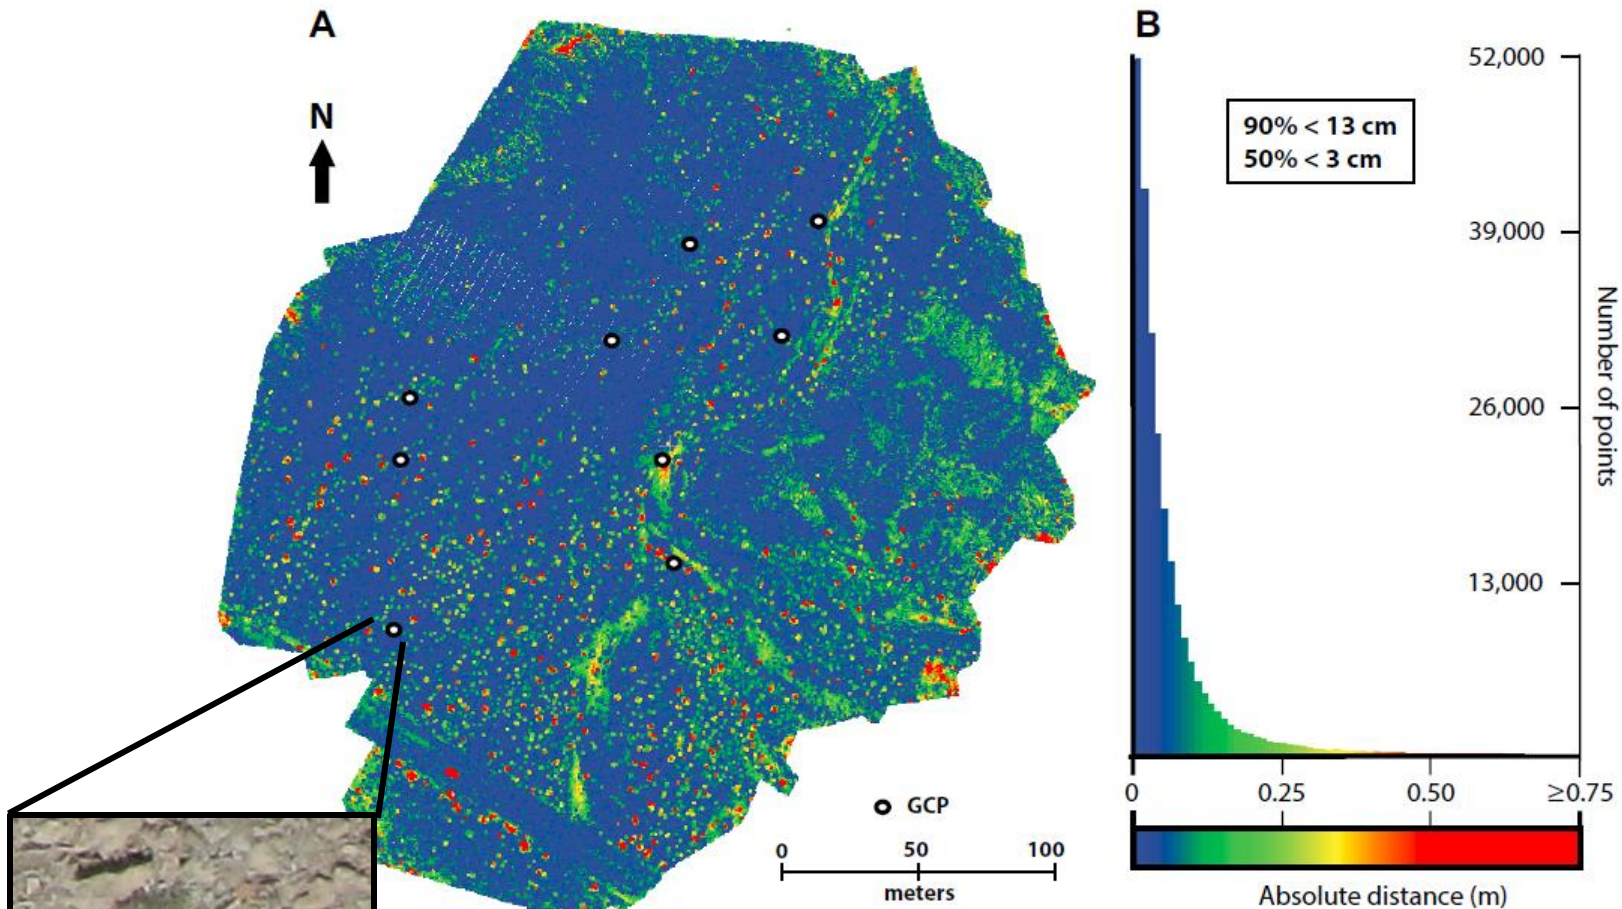 A
N
GCP
0 50 100
meters
B
52,000
90% < 13 cm
50% < 3 cm
39,000
26,000
13,000
Number of points
0 0.25 0.50 ≥0.75
Absolute distance (m)